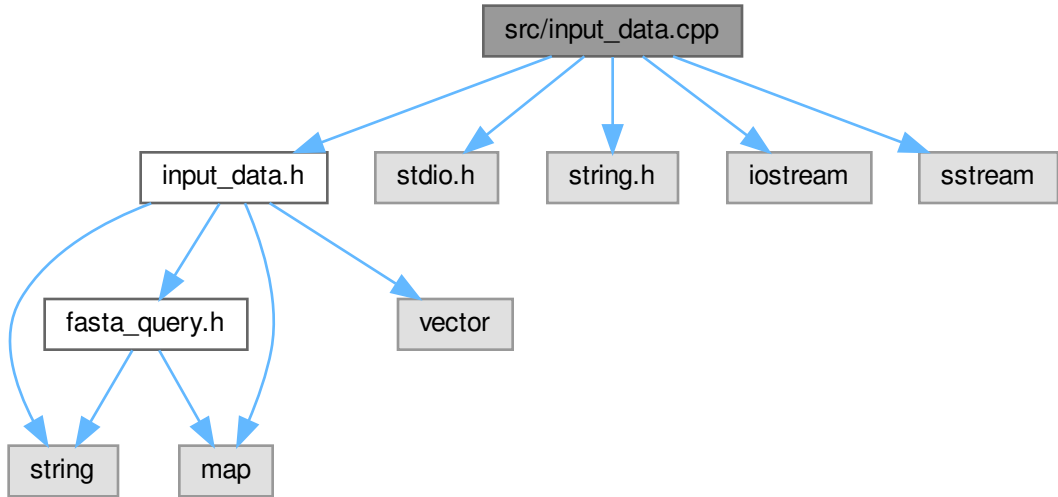 src/input_data.cpp
input_data.h
stdio.h
string.h
iostream
sstream
fasta_query.h
vector
string
map